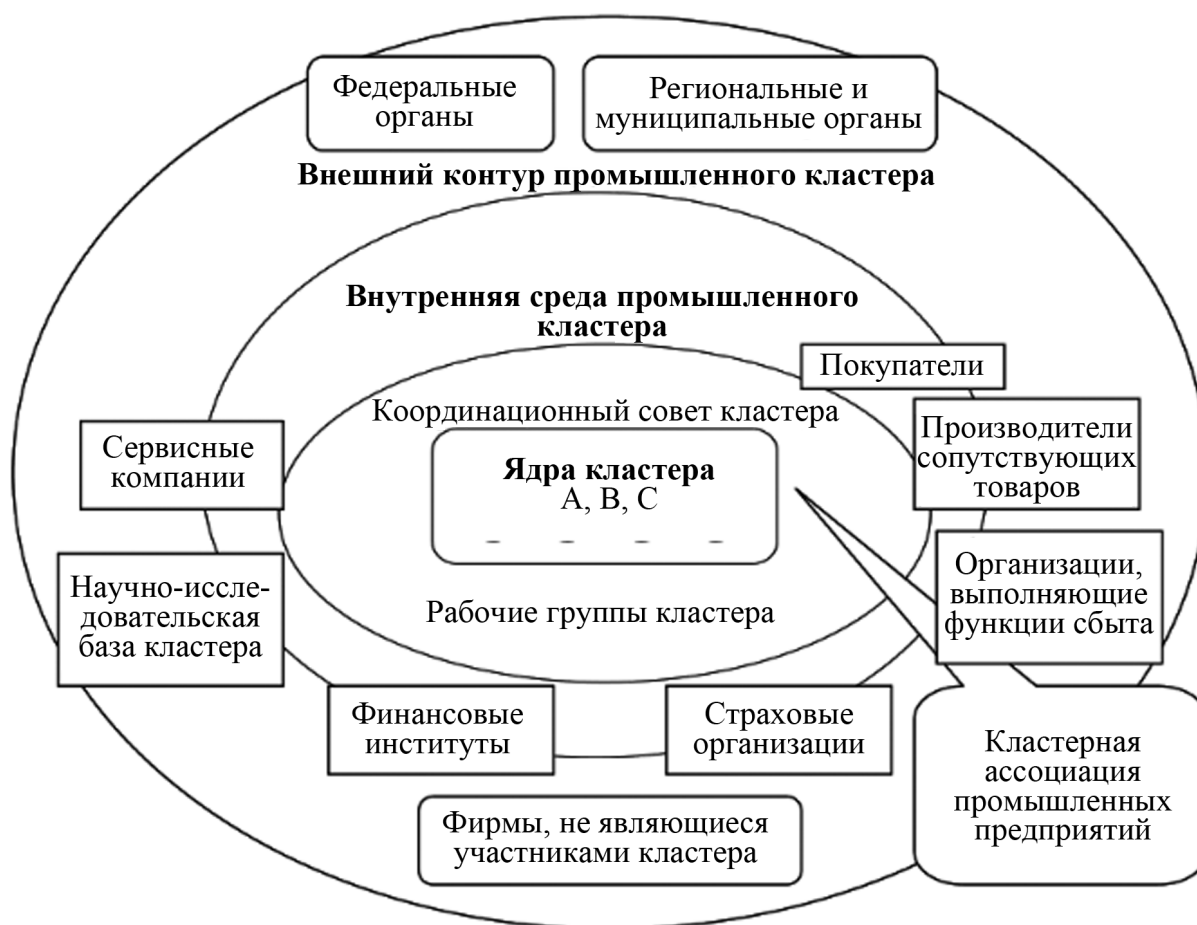 Федеральные
органы
Региональные и
муниципальные органы
Внешний контур промышленного кластера
Внутренняя среда промышленного
кластера
Покупатели
Координационный совет кластера
Сервисные
компании
Ядра кластера
А, В, С
- - - -
Производители
сопутствующих
товаров
Научно-иссле-
довательская
база кластера
Рабочие группы кластера
Организации,
выполняющие
функции сбыта
Финансовые
институты
Страховые
организации
Кластерная
ассоциация
промышленных
предприятий
Фирмы, не являющиеся
участниками кластера